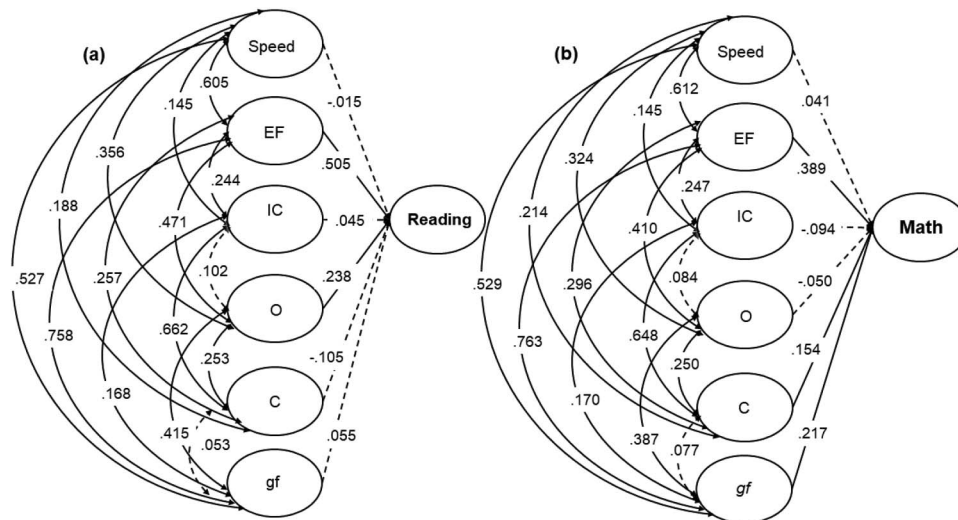 (a)
Speed
EF
IC
O
C
gf
Reading
.605
.145
.356
.188
.527
.244
.471
.257
.758
.102
.662
.168
.253
.415
.053
-.015
.505
.045
.238
-.105
.055
(b)
Speed
EF
IC
O
C
gf
Math
.612
.145
.324
.214
.529
.247
.410
.296
.763
.084
.648
.170
.250
.387
.077
.041
.389
-.094
-.050
.154
.217